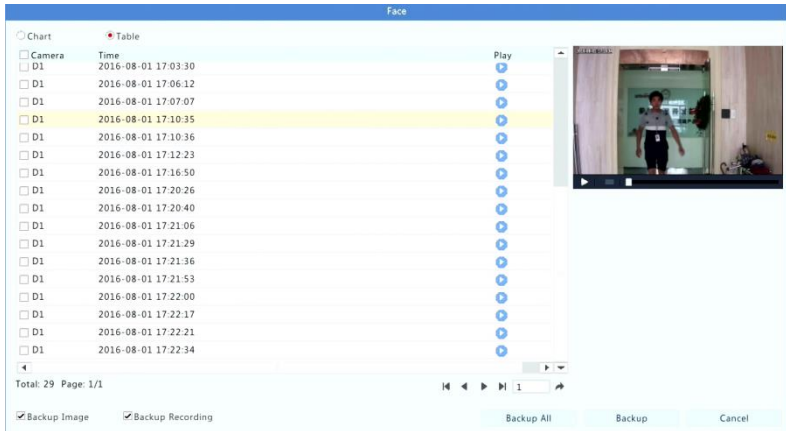 Face
Chart Table
Camera Time Play
D1 2016-08-01 17:03:30
D1 2016-08-01 17:06:12
D1 2016-08-01 17:07:07
D1 2016-08-01 17:10:35
D1 2016-08-01 17:10:36
D1 2016-08-01 17:12:23
D1 2016-08-01 17:16:50
D1 2016-08-01 17:20:26
D1 2016-08-01 17:20:40
D1 2016-08-01 17:21:06
D1 2016-08-01 17:21:29
D1 2016-08-01 17:21:36
D1 2016-08-01 17:21:53
D1 2016-08-01 17:22:00
D1 2016-08-01 17:22:17
D1 2016-08-01 17:22:21
D1 2016-08-01 17:22:34
Total: 29 Page: 1/1
1
Backup Image Backup Recording Backup All Backup Cancel